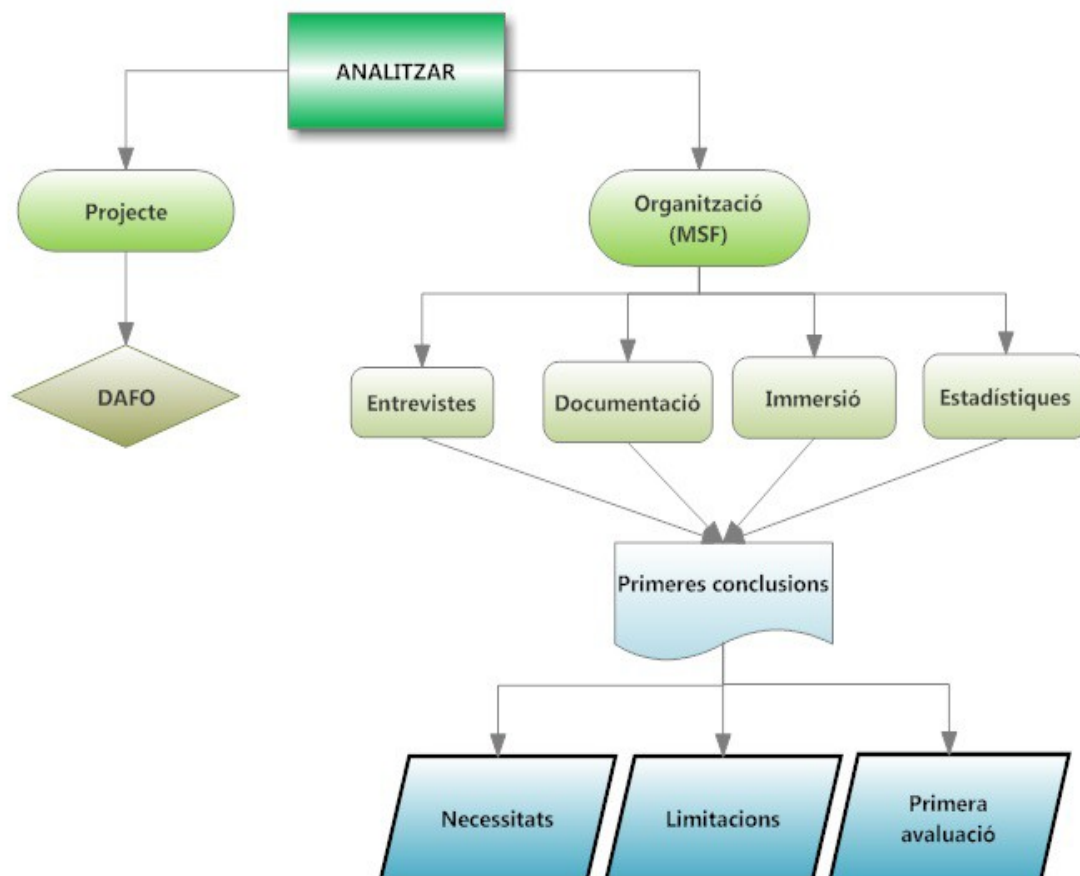 ANALITZAR
Projecte
Organització
(MSF)
DAFO
Entrevistes
Documentació
Immersió
Estadístiques
Primeres conclusions
Necessitats
Limitacions
Primera
avaluació